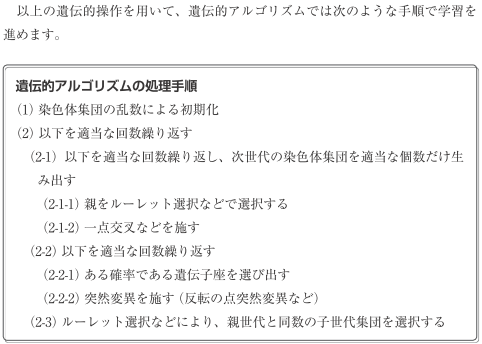 以上の遺伝的操作を用いて、遺伝的アルゴリズムでは次のような手順で学習を
進めます。
遺伝的アルゴリズムの処理手順
(1) 染色体集団の乱数による初期化
(2) 以下を適当な回数繰り返す
(2-1) 以下を適当な回数繰り返し、次世代の染色体集団を適当な個数だけ生
み出す
(2-1-1) 親をルーレット選択などで選択する
(2-1-2) 一点交叉などを施す
(2-2) 以下を適当な回数繰り返す
(2-2-1) ある確率である遺伝子座を選び出す
(2-2-2) 突然変異を施す (反転の点突然変異など)
(2-3) ルーレット選択などにより、親世代と同数の子世代集団を選択する